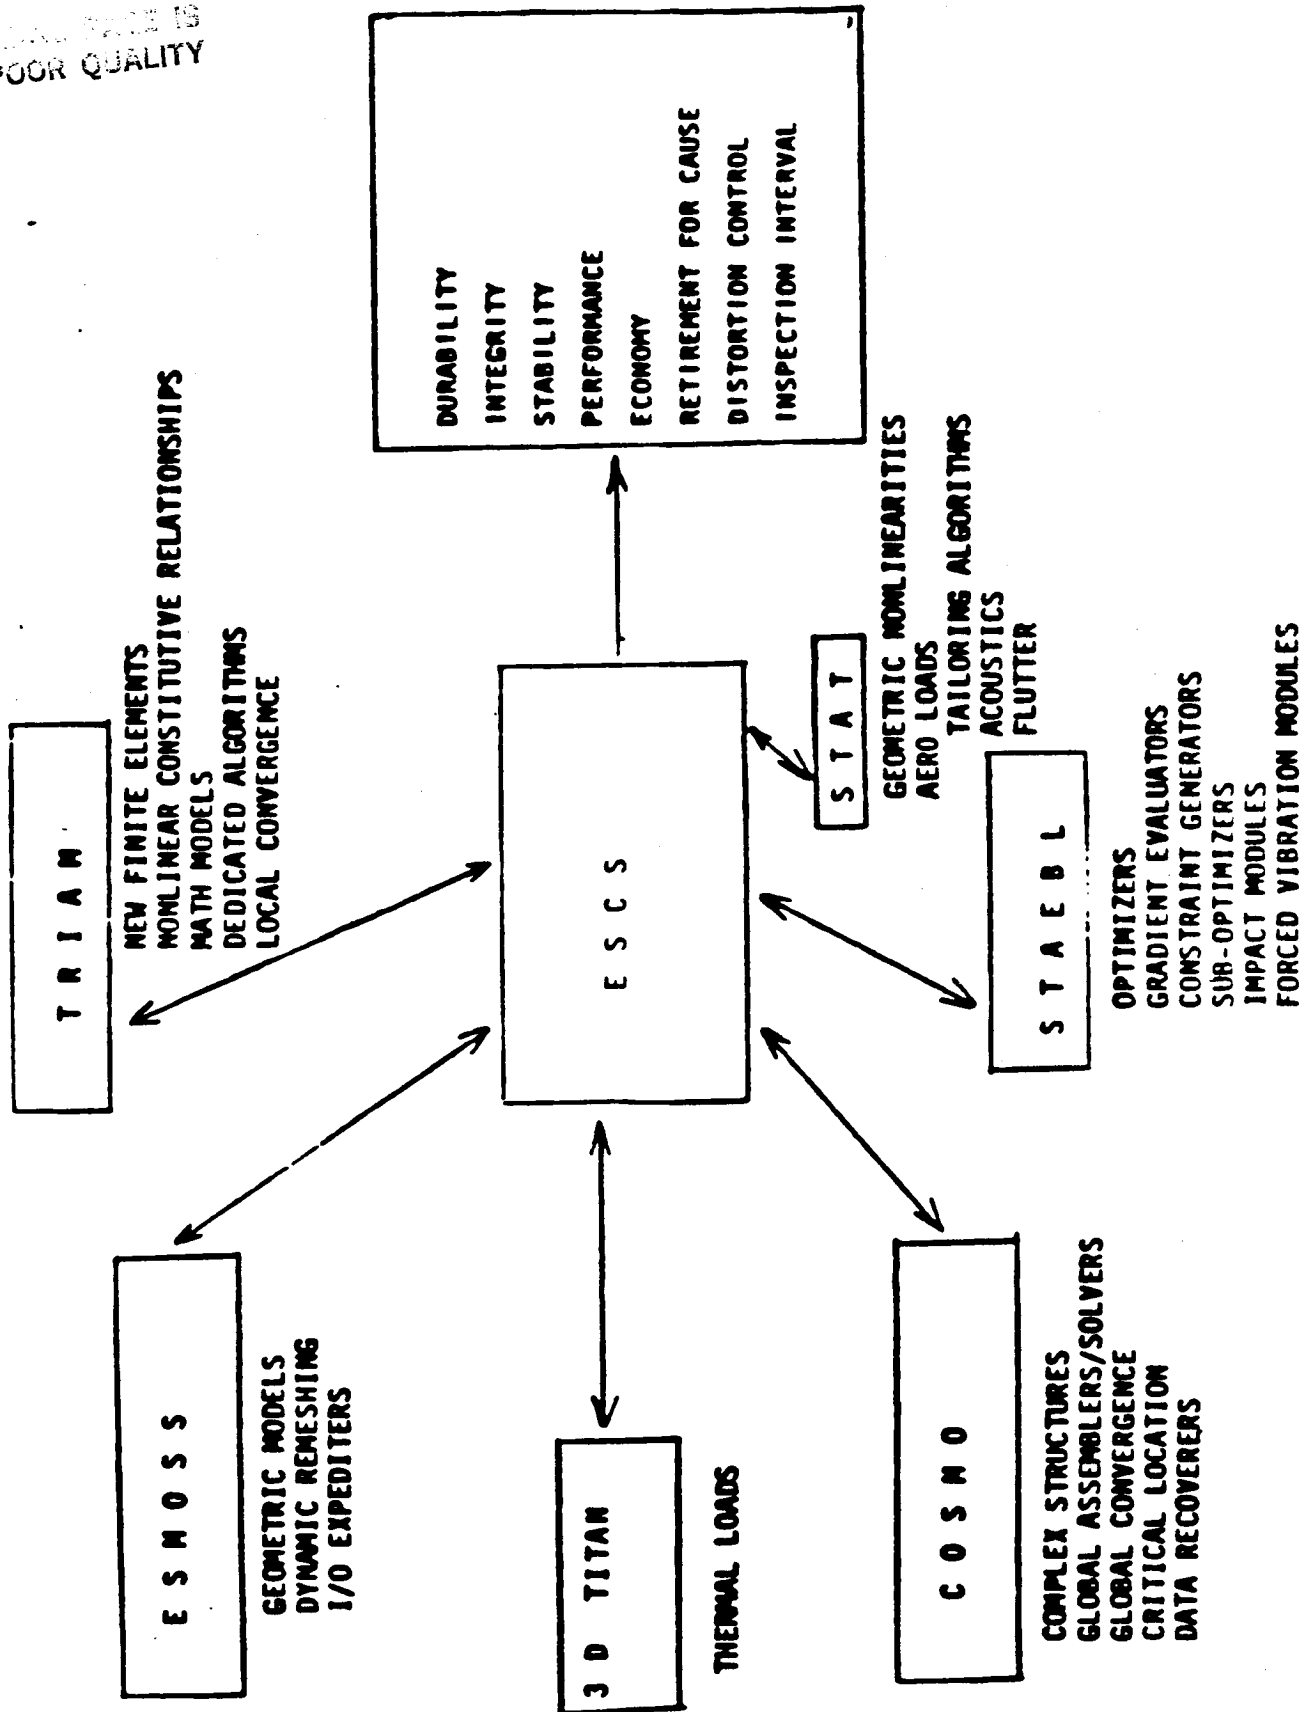 POOR QUALITY
T R I A M
NEW FINITE ELEMENTS
NONLINEAR CONSTITUTIVE RELATIONSHIPS
MATH MODELS
DEDICATED ALGORITHMS
LOCAL CONVERGENCE
E S M O S S
GEOMETRIC MODELS
DYNAMIC REMESHING
I/O EXPEDITERS
3 D TITAN
THERMAL LOADS
E S C S
DURABILITY
INTEGRITY
STABILITY
PERFORMANCE
ECONOMY
RETIREMENT FOR CAUSE
DISTORTION CONTROL
INSPECTION INTERVAL
S T A T
GEOMETRIC NONLINEARITIES
AERO LOADS
TAILORING ALGORITHMS
ACOUSTICS
FLUTTER
C O S M O
COMPLEX STRUCTURES
GLOBAL ASSEMBLERS/SOLVERS
GLOBAL CONVERGENCE
CRITICAL LOCATION
DATA RECOVERERS
S T A E B L
OPTIMIZERS
GRADIENT EVALUATORS
CONSTRAINT GENERATORS
SUB-OPTIMIZERS
IMPACT MODULES
FORCED VIBRATION MODULES